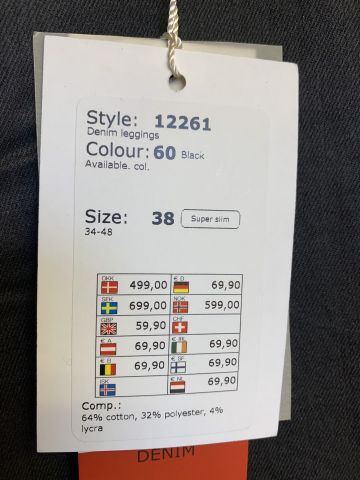 Style: 12261
Denim leggings
Colour: 60 Black
Available. col.
Size: 38 Super slim
34-48
DKK 499,00 € D 69,90
SEK 699,00 NOK 599,00
GBP 59,90 CHF
€ A 69,90 € IRL 69,90
€ B 69,90 € SF 69,90
ISK € NL 69,90
Comp.:
64% cotton, 32% polyester, 4%
lycra
DENIM